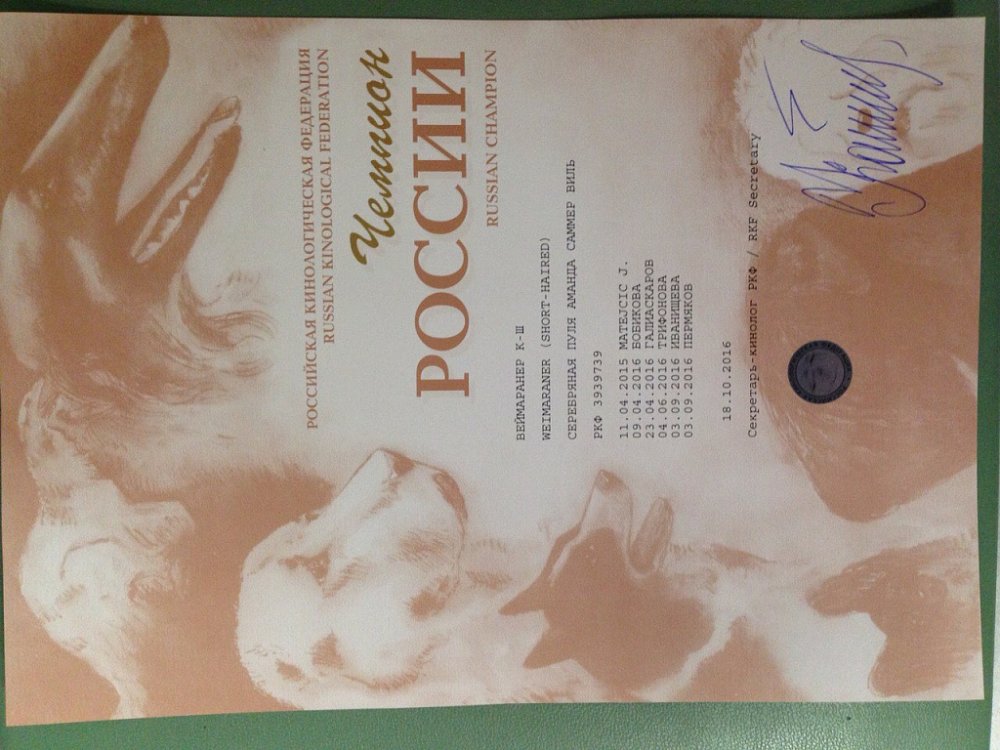 РОССИЙСКАЯ КИНОЛОГИЧЕСКАЯ ФЕДЕРАЦИЯ
RUSSIAN KINOLOGICAL FEDERATION
Чемпион
РОССИИ
RUSSIAN CHAMPION
ВЕЙМАРАНЕР К-Ш
WEIMARANER (SHORT-HAIRED)
СЕРЕБРЯНАЯ ПУЛЯ АМАНДА САММЕР ВИЛЬ
РКФ 3939739
11.04.2015 MATEJCIC J.
09.04.2016 БОБИКОВА
23.04.2016 ГАЛИАСКАРОВ
04.06.2016 ТРИФОНОВА
03.09.2016 ИВАНИЩЕВА
03.09.2016 ПЕРМЯКОВ
18.10.2016
Секретарь-кинолог РКФ / RKF Secretary